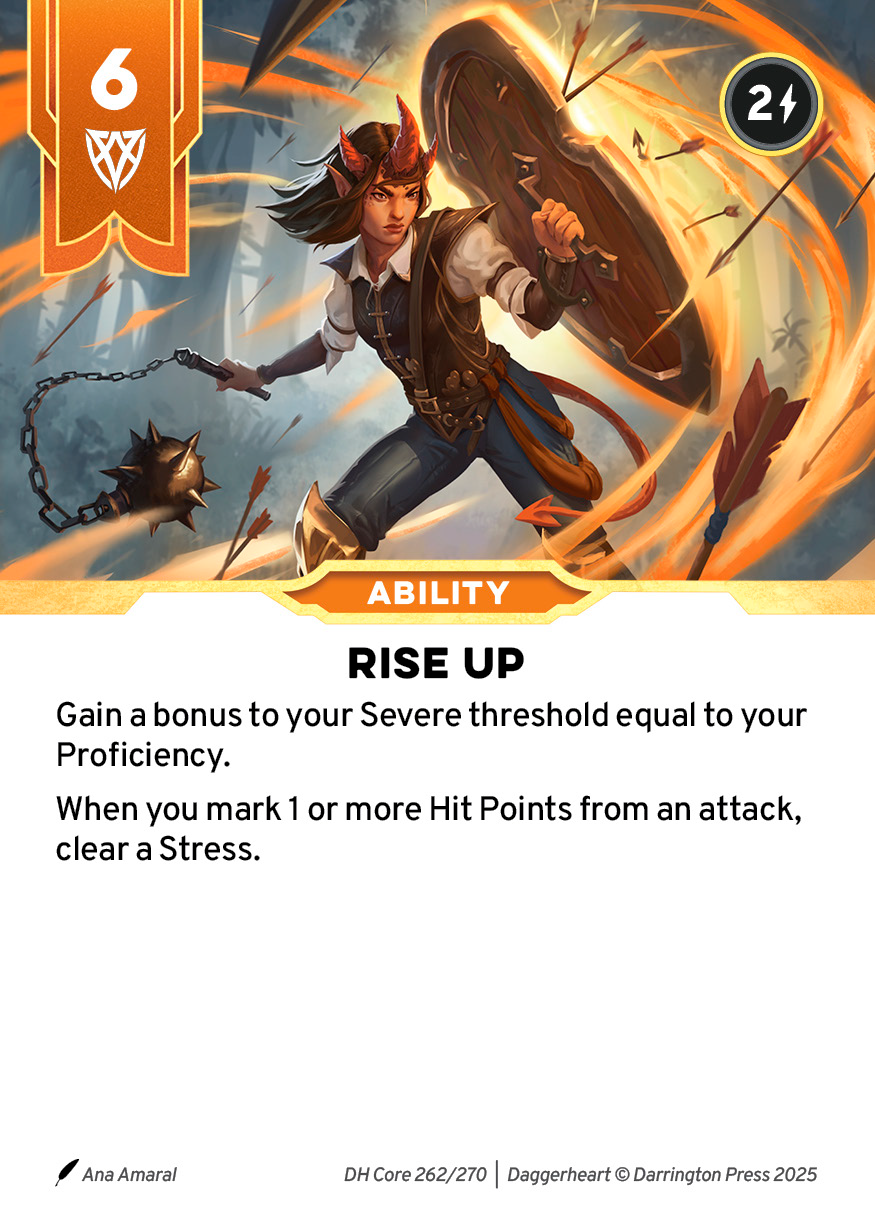 6
2
ABILITY
RISE UP
Gain a bonus to your Severe threshold equal to your
Proficiency.
When you mark 1 or more Hit Points from an attack,
clear a Stress.
Ana Amaral
DH Core 262/270 | Daggerheart © Darrington Press 2025